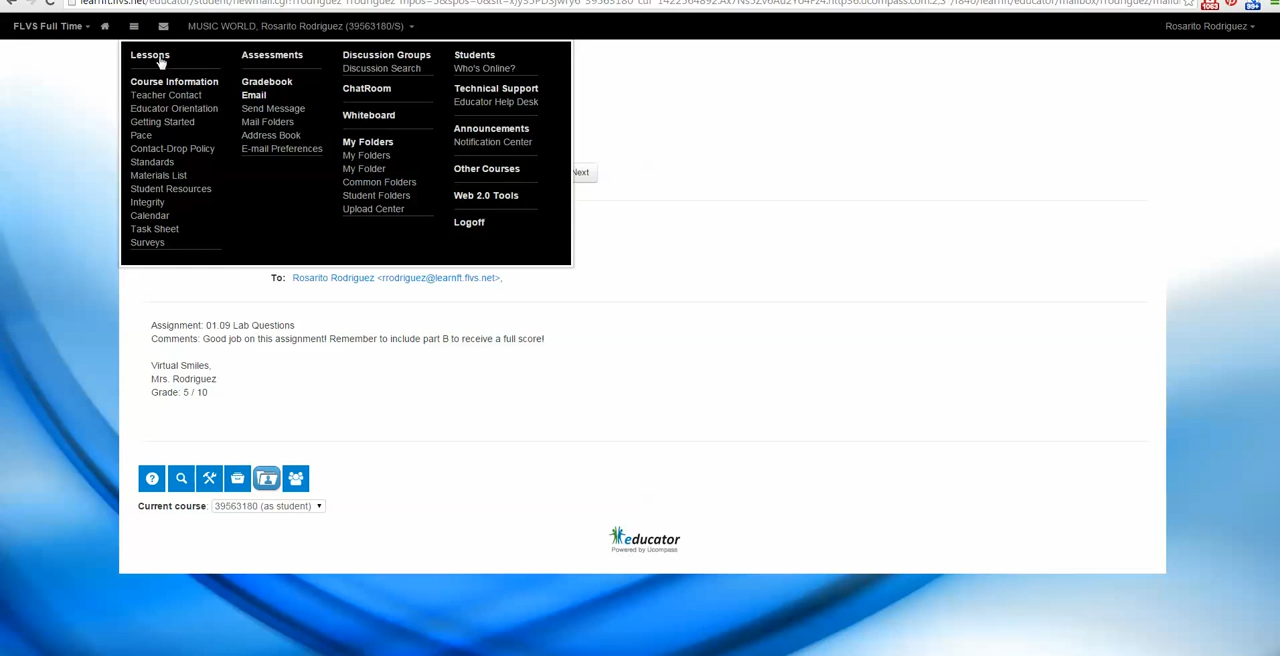 FLVS Full Time
MUSIC WORLD, Rosarito Rodriguez (39563180/S)
Rosarito Rodriguez
1063
99+
Lessons
Course Information
Teacher Contact
Educator Orientation
Getting Started
Pace
Contact-Drop Policy
Standards
Materials List
Student Resources
Integrity
Calendar
Task Sheet
Surveys
Assessments
Gradebook
Email
Send Message
Mail Folders
Address Book
E-mail Preferences
Discussion Groups
Discussion Search
ChatRoom
Whiteboard
My Folders
My Folders
My Folder
Common Folders
Student Folders
Upload Center
Students
Who's Online?
Technical Support
Educator Help Desk
Announcements
Notification Center
Other Courses
Web 2.0 Tools
Logoff
Next
To: Rosarito Rodriguez <rrodriguez@learnft.flvs.net>,
Assignment: 01.09 Lab Questions
Comments: Good job on this assignment! Remember to include part B to receive a full score!
Virtual Smiles,
Mrs. Rodriguez
Grade: 5 / 10
Current course: 39563180 (as student)
educator
Powered by Ucompass